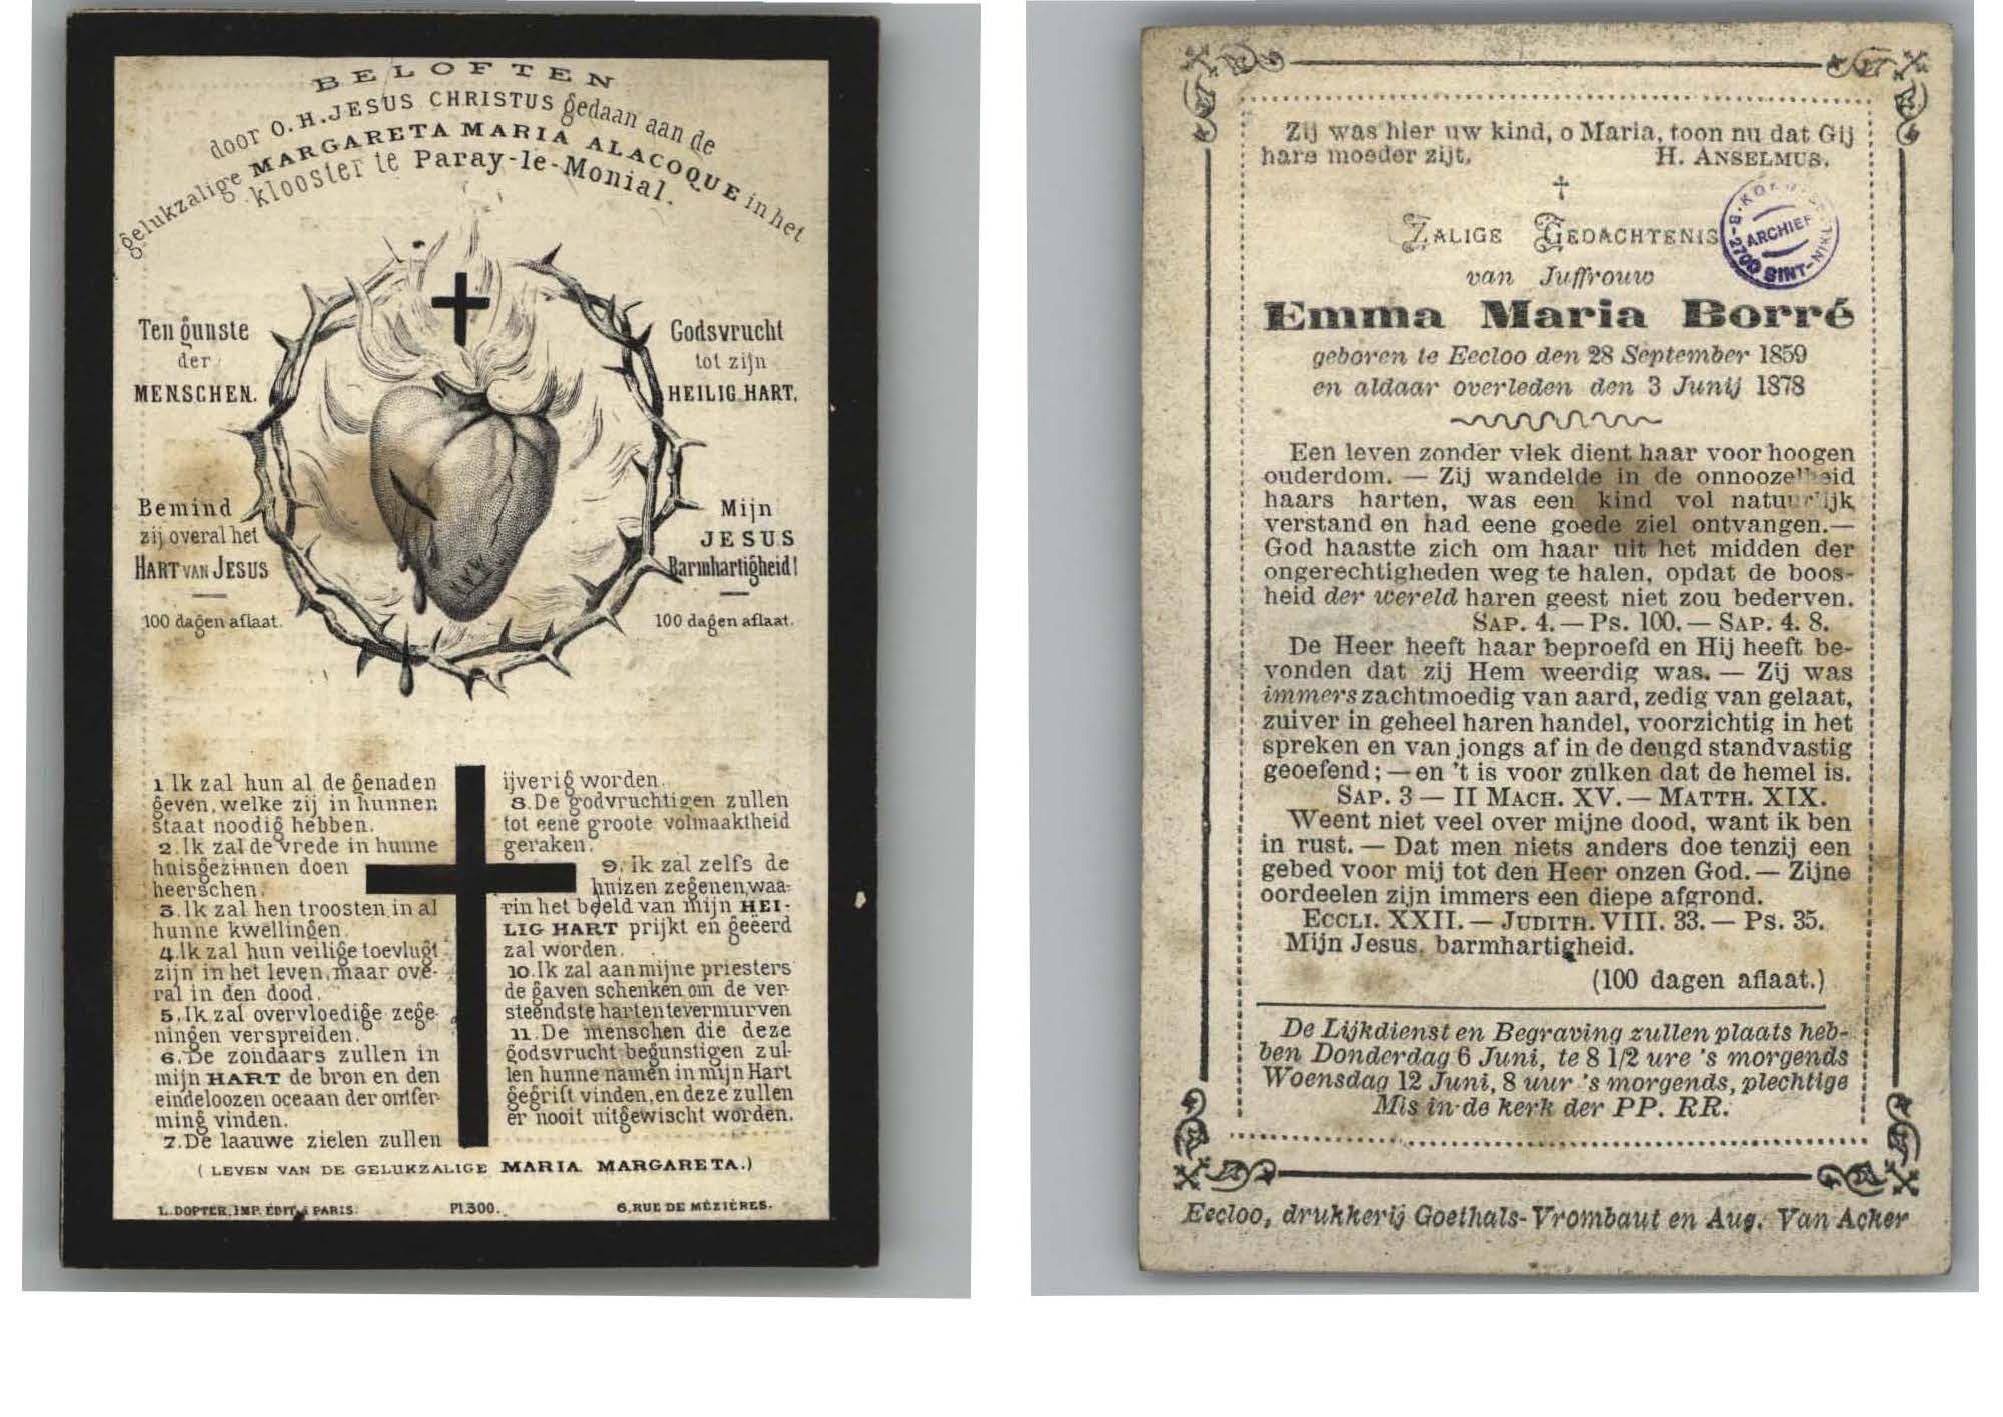 BELOFTEN
door O.H. JESUS CHRISTUS gedaan aan de
gelukzalige MARGARETA MARIA ALACOQUE in het
klooster te Paray-le-Monial.
Ten gunste
der
MENSCHEN.
Godsvrucht
tot zijn
HEILIG HART.
Bemind
zij overal het
HART VAN JESUS
100 dagen aflaat.
Mijn
JESUS
Barmhartigheid!
100 dagen aflaat.
1. Ik zal hun al de genaden
geven, welke zij in hunnen
staat noodig hebben.
2. Ik zal de vrede in hunne
huisgezinnen doen
heerschen.
3. Ik zal hen troosten in al
hunne kwellingen.
4. Ik zal hun veilige toevlugt
zijn in het leven, maar ove-
ral in den dood.
5. Ik zal overvloedige zege-
ningen verspreiden.
6. De zondaars zullen in
mijn HART de bron en den
eindeloozen oceaan der ontfer-
ming vinden.
7. De laauwe zielen zullen
ijverig worden.
8. De godvruchtigen zullen
tot eene groote volmaaktheid
geraken.
9. Ik zal zelfs de
huizen zegenen, waa-
rin het beeld van mijn HEI-
LIG HART prijkt en geëerd
zal worden.
10. Ik zal aan mijne priesters
de gaven schenken om de ver-
steendste harten te vermurven
11. De menschen die deze
godsvrucht begunstigen zul-
len hunne namen in mijn Hart
gegrift vinden, en deze zullen
er nooit uitgewischt worden.
(LEVEN VAN DE GELUKZALIGE MARIA MARGARETA.)
L. DOPTER, IMP. ÉDIT. à PARIS. Pl. 300. 6, RUE DE MÉZIÈRES.
Zij was hier uw kind, o Maria, toon nu dat Gij
hare moeder zijt. H. ANSELMUS.
†
ZALIGE GEDACHTENIS
ARCHIEF
2700 SINT-NIKL
van Juffrouw
Emma Maria Borré
geboren te Eecloo den 28 September 1859
en aldaar overleden den 3 Junij 1878
Een leven zonder vlek dient haar voor hoogen
ouderdom. — Zij wandelde in de onnoozelheid
haars harten, was een kind vol natuurlijk
verstand en had eene goede ziel ontvangen.—
God haastte zich om haar uit het midden der
ongerechtigheden weg te halen, opdat de boos-
heid der wereld haren geest niet zou bederven.
SAP. 4. — Ps. 100. — SAP. 4. 8.
De Heer heeft haar beproefd en Hij heeft be-
vonden dat zij Hem weerdig was. — Zij was
immers zachtmoedig van aard, zedig van gelaat,
zuiver in geheel haren handel, voorzichtig in het
spreken en van jongs af in de deugd standvastig
geoefend; — en 't is voor zulken dat de hemel is.
SAP. 3 — II MACH. XV. — MATTH. XIX.
Weent niet veel over mijne dood, want ik ben
in rust. — Dat men niets anders doe tenzij een
gebed voor mij tot den Heer onzen God. — Zijne
oordeelen zijn immers een diepe afgrond.
ECCLI. XXII. — JUDITH. VIII. 33. — Ps. 35.
Mijn Jesus, barmhartigheid.
(100 dagen aflaat.)
De Lijkdienst en Begraving zullen plaats heb-
ben Donderdag 6 Juni, te 8 1/2 ure 's morgends
Woensdag 12 Juni, 8 uur 's morgends, plechtige
Mis in de kerk der PP. RR.
Eecloo, drukkerij Goethals-Vrombaut en Aug. Van Acker